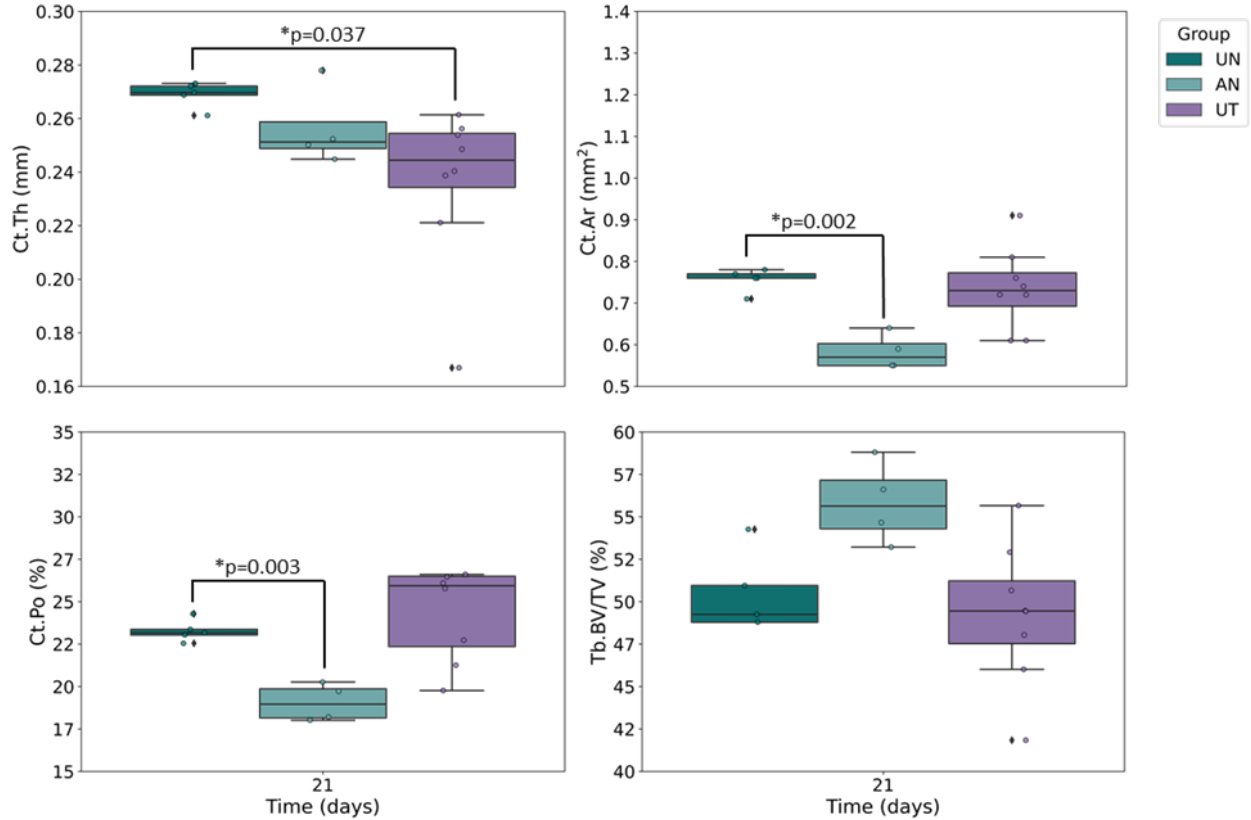 0.30
0.28
0.26
0.24
0.22
0.20
0.18
0.16
Ct.Th (mm)
*p=0.037
1.4
1.3
1.2
1.1
1.0
0.9
0.8
0.7
0.6
0.5
Ct.Ar (mm²)
*p=0.002
Group
UN
AN
UT
35
32
30
27
25
22
20
17
15
Ct.Po (%)
*p=0.003
21
Time (days)
60
57
55
52
50
47
45
42
40
Tb.BV/TV (%)
21
Time (days)